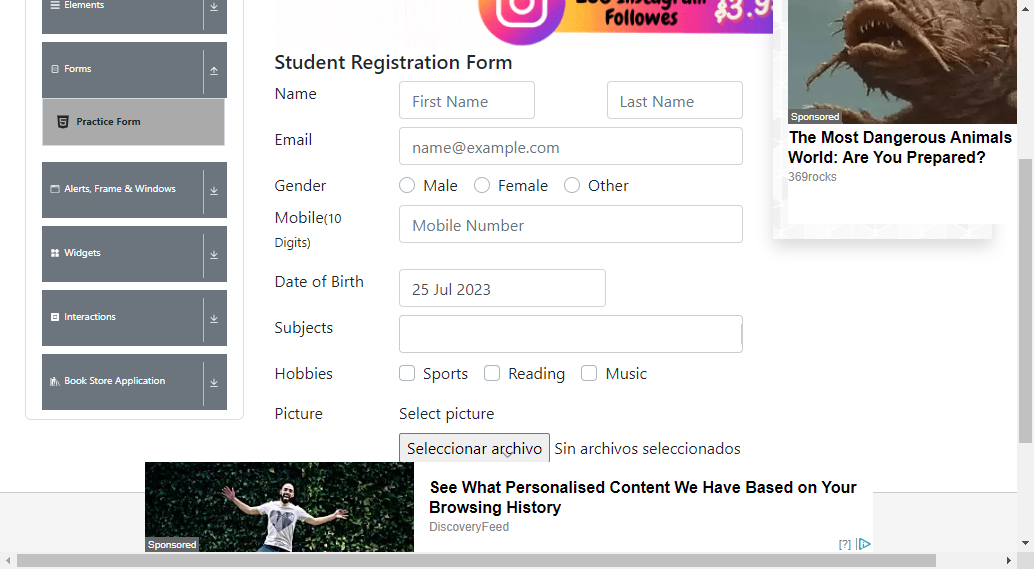 Elements
Forms
Practice Form
Alerts, Frame & Windows
Widgets
Interactions
Book Store Application
Instagram
Followes
Student Registration Form
Name
First Name
Last Name
Email
name@example.com
Gender
Male
Female
Other
Mobile(10
Digits)
Mobile Number
Date of Birth
25 Jul 2023
Subjects
Hobbies
Sports
Reading
Music
Picture
Select picture
Seleccionar archivo
Sin archivos seleccionados
Sponsored
The Most Dangerous Animals
World: Are You Prepared?
369rocks
See What Personalised Content We Have Based on Your
Browsing History
DiscoveryFeed
Sponsored
[?]